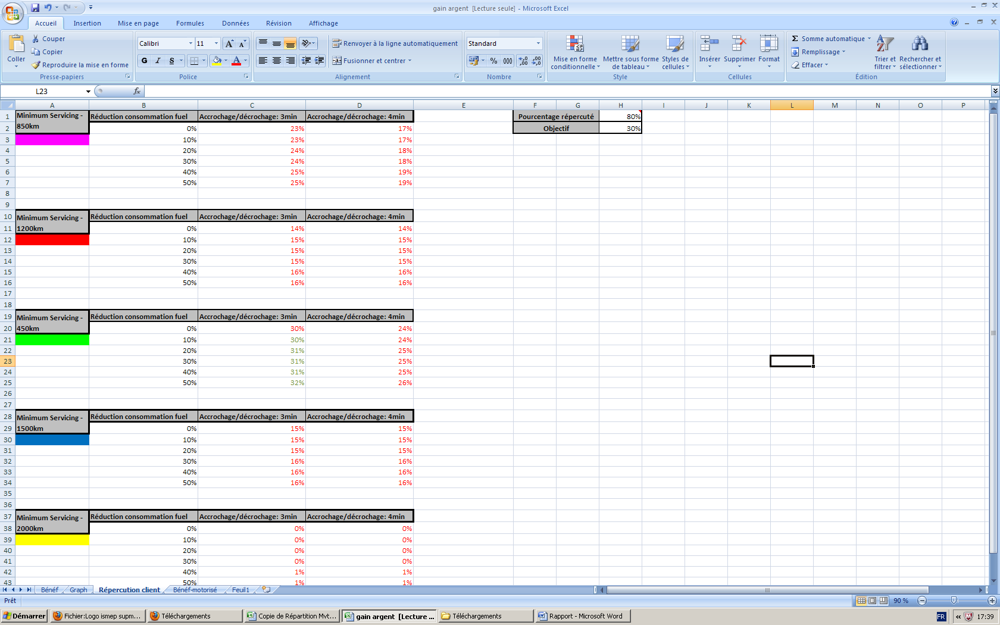 gain argent  [Lecture seule] - Microsoft Excel
Accueil Insertion Mise en page Formules Données Révision Affichage
Coller
Couper
Copier
Reproduire la mise en forme
Presse-papiers
Calibri 11
G I S
Police
Renvoyer à la ligne automatiquement
Fusionner et centrer
Alignement
Standard
% 000
Nombre
Mise en forme conditionnelle
Mettre sous forme de tableau
Styles de cellules
Style
Insérer Supprimer Format
Cellules
Σ Somme automatique
Remplissage
Effacer
Trier et filtrer
Rechercher et sélectionner
Édition
L23 fx
A B C D E F G H I J K L M N O P
1 Minimum Servicing - 850km Réduction consommation fuel Accrochage/décrochage: 3min Accrochage/décrochage: 4min Pourcentage répercuté 80%
2 0% 23% 17% Objectif 30%
3 10% 23% 17%
4 20% 24% 18%
5 30% 24% 18%
6 40% 25% 19%
7 50% 25% 19%
8
9
10 Minimum Servicing - 1200km Réduction consommation fuel Accrochage/décrochage: 3min Accrochage/décrochage: 4min
11 0% 14% 14%
12 10% 15% 15%
13 20% 15% 15%
14 30% 15% 15%
15 40% 16% 16%
16 50% 16% 16%
17
18
19 Minimum Servicing - 450km Réduction consommation fuel Accrochage/décrochage: 3min Accrochage/décrochage: 4min
20 0% 30% 24%
21 10% 30% 24%
22 20% 31% 25%
23 30% 31% 25%
24 40% 31% 25%
25 50% 32% 26%
26
27
28 Minimum Servicing - 1500km Réduction consommation fuel Accrochage/décrochage: 3min Accrochage/décrochage: 4min
29 0% 15% 15%
30 10% 15% 15%
31 20% 15% 15%
32 30% 16% 16%
33 40% 16% 16%
34 50% 16% 16%
35
36
37 Minimum Servicing - 2000km Réduction consommation fuel Accrochage/décrochage: 3min Accrochage/décrochage: 4min
38 0% 0% 0%
39 10% 0% 0%
40 20% 0% 0%
41 30% 0% 0%
42 40% 1% 1%
43 50% 1% 1%
Bénéf Graph Répercution client Bénéf-motorisé Feuil1
Prêt 90 %
Démarrer Fichier:Logo ismep supm... Téléchargements Copie de Répartition Mvt... gain argent  [Lecture ... Téléchargements Rapport - Microsoft Word FR « 17:39